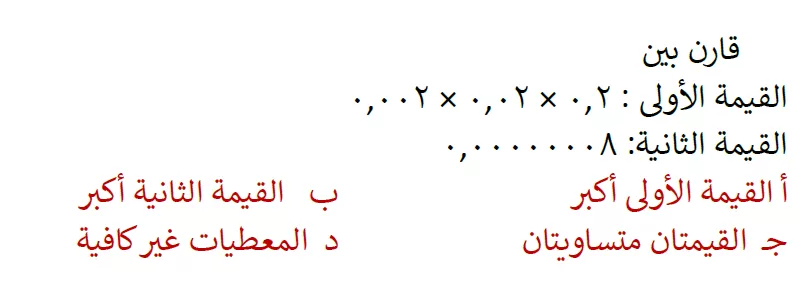 قارن بين
القيمة الأولى : ٠,٢ × ٠,٠٢ × ٠,٠٠٢
القيمة الثانية: ٠,٠٠٠٠٠٠٠٨
أ القيمة الأولى أكبر ب القيمة الثانية أكبر
جـ القيمتان متساويتان د المعطيات غير كافية